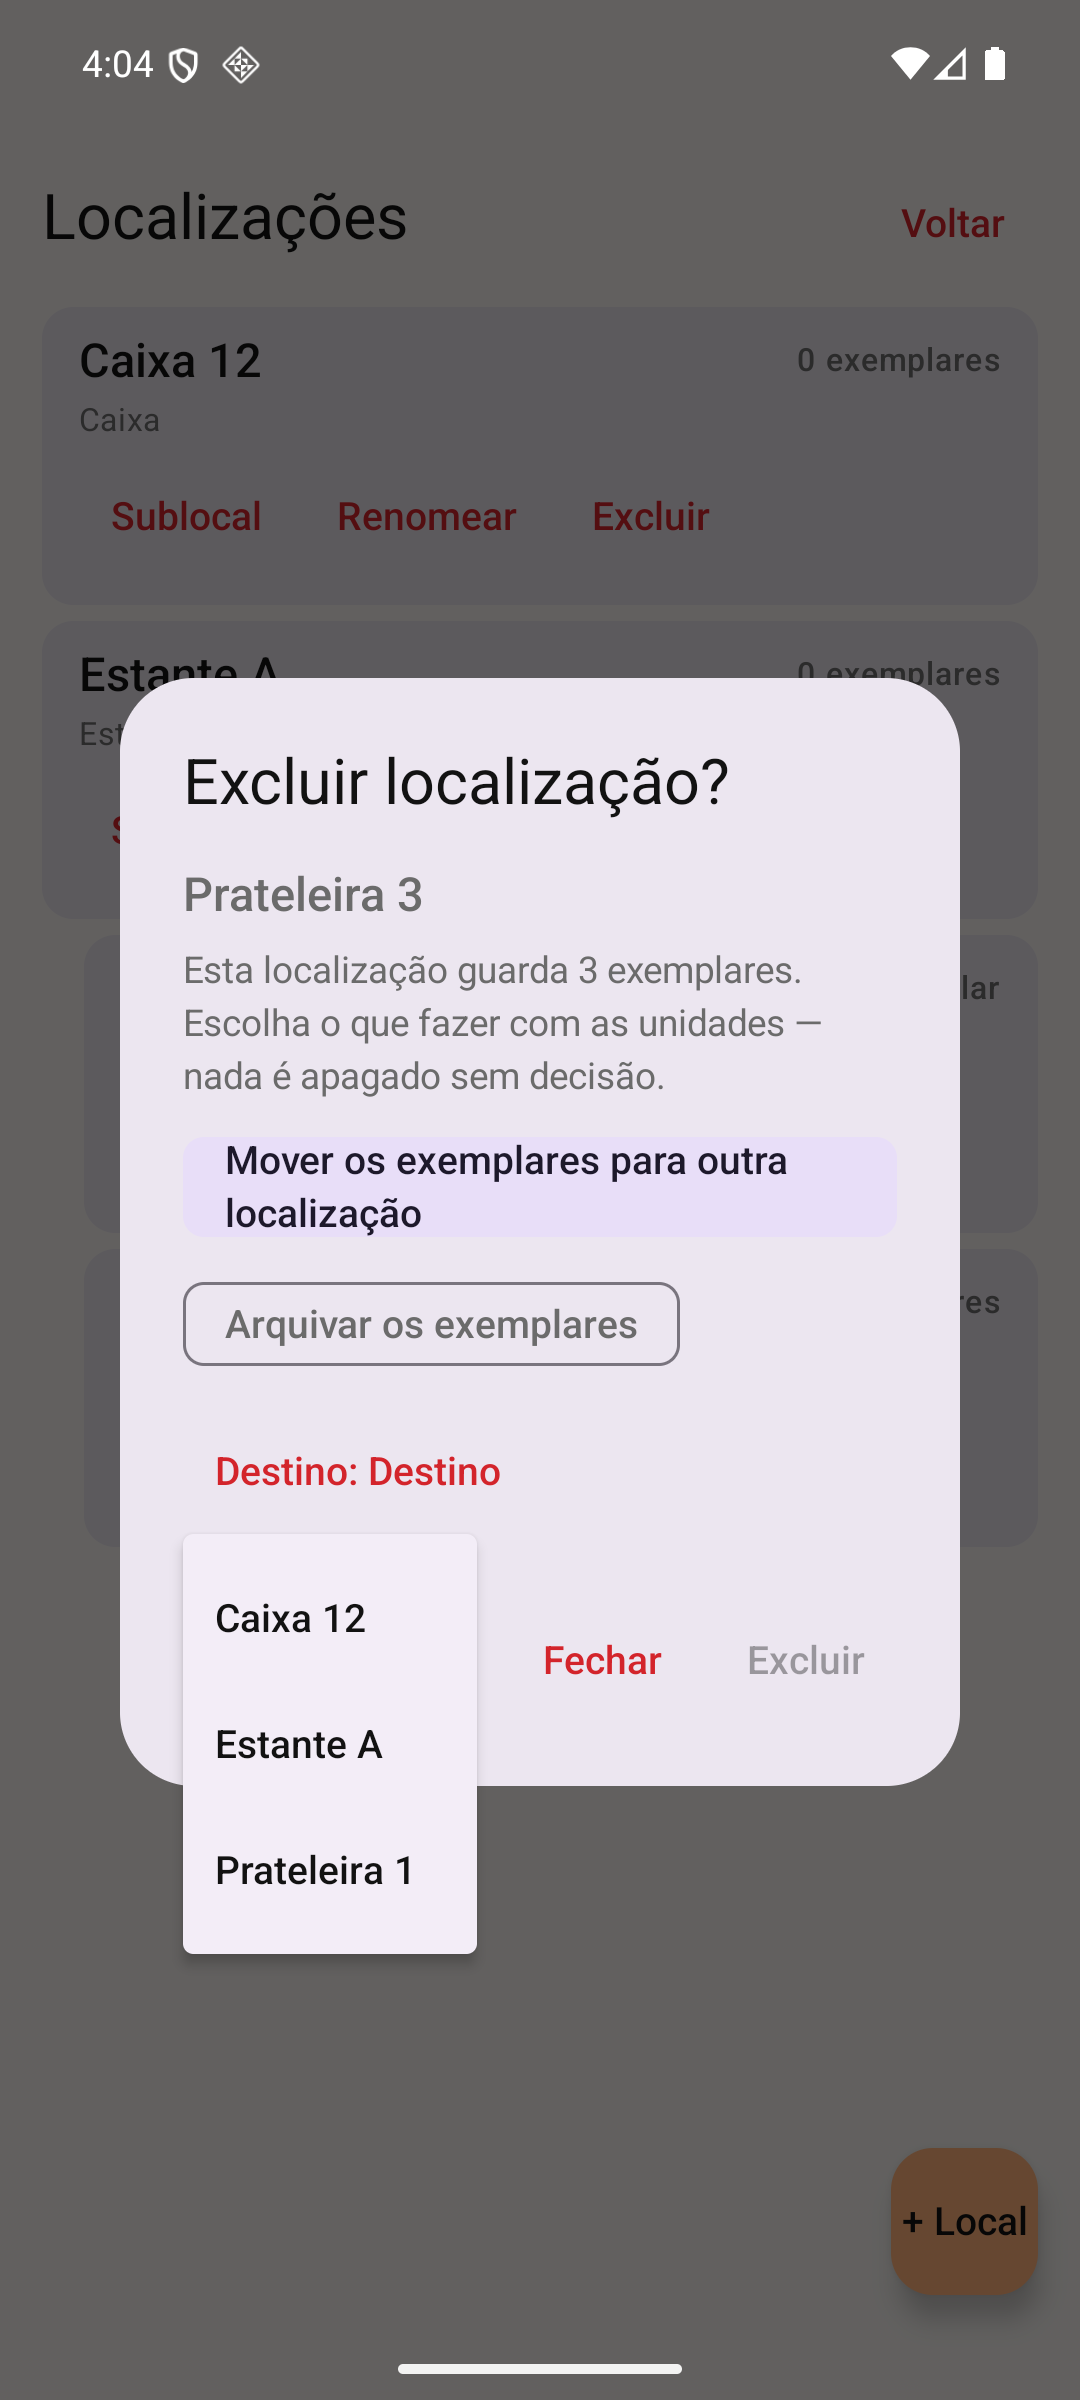 4:04
Localizações
Voltar
Caixa 12
0 exemplares
Caixa
Sublocal
Renomear
Excluir
Estante A
0 exemplares
Excluir localização?
Prateleira 3
Esta localização guarda 3 exemplares.
Escolha o que fazer com as unidades —
nada é apagado sem decisão.
Mover os exemplares para outra
localização
Arquivar os exemplares
Destino: Destino
Caixa 12
Estante A
Prateleira 1
Fechar
Excluir
+ Local